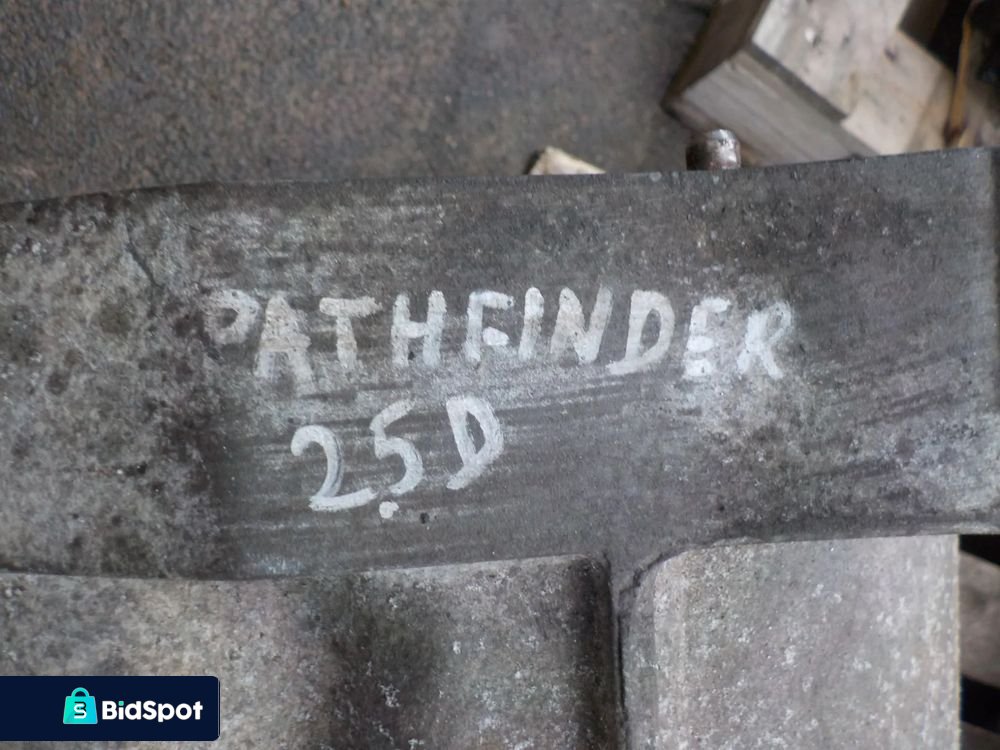 PATHFINDER
2.5D
BidSpot